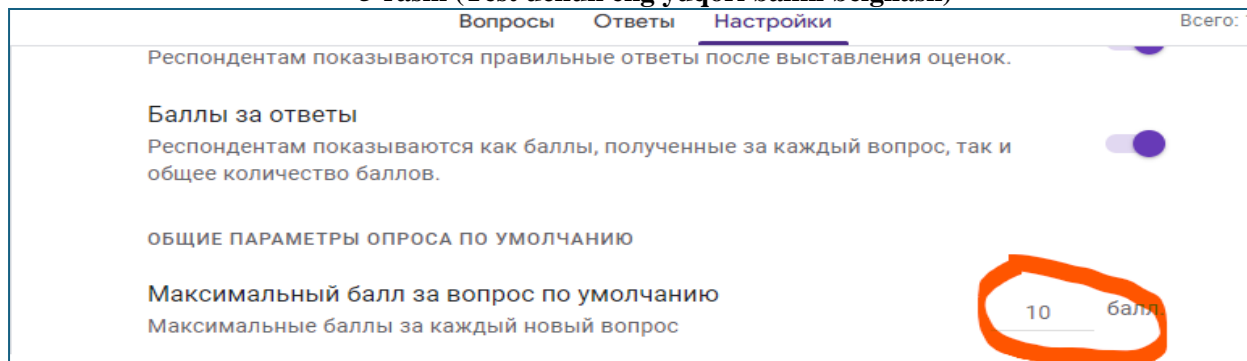 Вопросы Ответы Настройки Всего:
Респондентам показываются правильные ответы после выставления оценок.
Баллы за ответы
Респондентам показываются как баллы, полученные за каждый вопрос, так и
общее количество баллов.
ОБЩИЕ ПАРАМЕТРЫ ОПРОСА ПО УМОЛЧАНИЮ
Максимальный балл за вопрос по умолчанию
10 балл.
Максимальные баллы за каждый новый вопрос